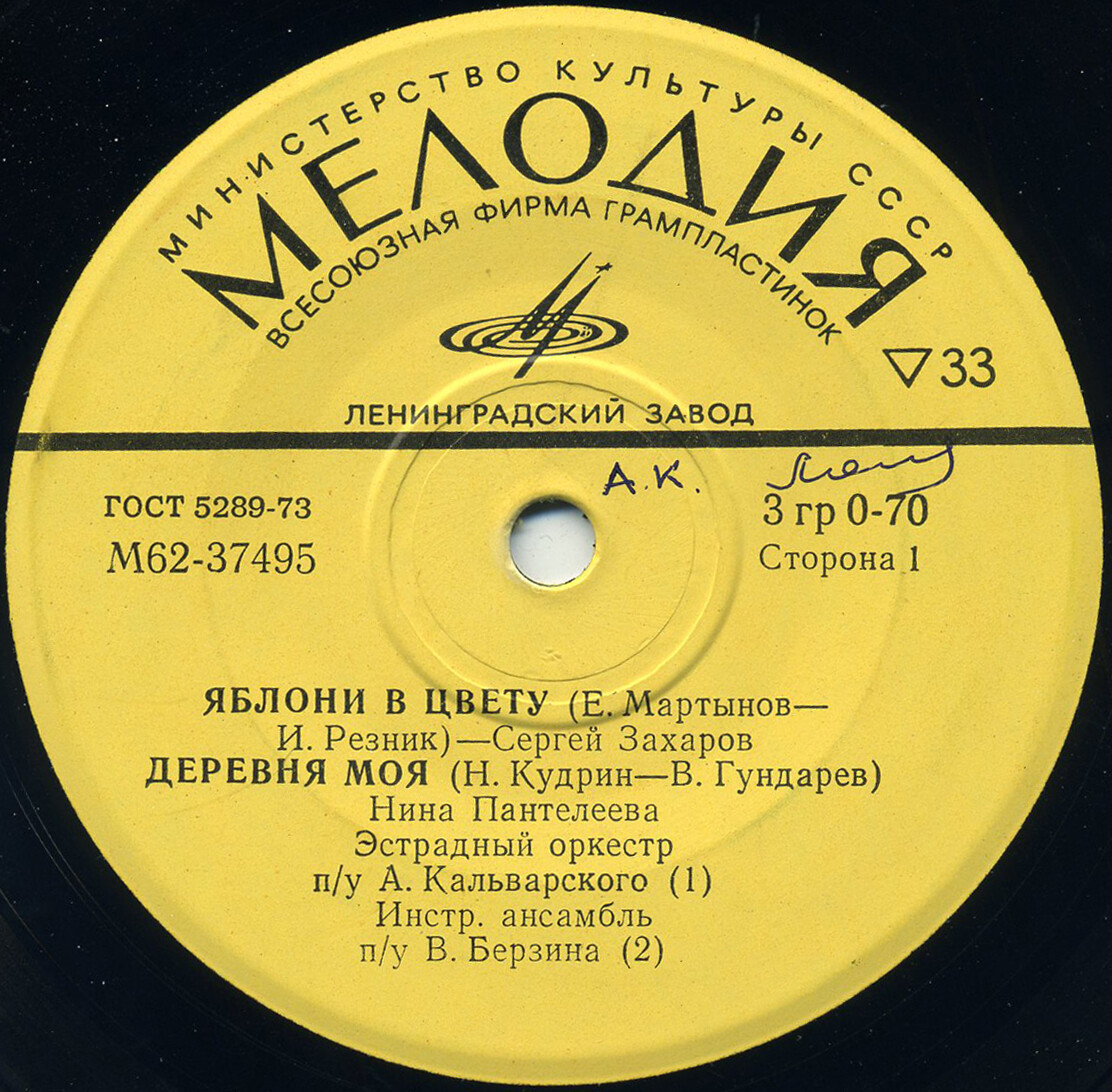 МИНИСТЕРСТВО КУЛЬТУРЫ СССР
МЕЛОДИЯ
ВСЕСОЮЗНАЯ ФИРМА ГРАМПЛАСТИНОК
33
ЛЕНИНГРАДСКИЙ ЗАВОД
А.К.
ГОСТ 5289-73
3 гр 0-70
М62-37495
Сторона 1
ЯБЛОНИ В ЦВЕТУ (Е. Мартынов—
И. Резник)—Сергей Захаров
ДЕРЕВНЯ МОЯ (Н. Кудрин—В. Гундарев)
Нина Пантелеева
Эстрадный оркестр
п/у А. Кальварского (1)
Инстр. ансамбль
п/у В. Берзина (2)